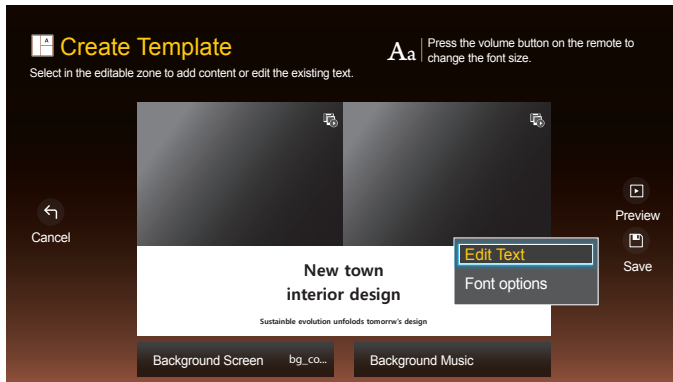 Create Template
Select in the editable zone to add content or edit the existing text.
Aa
Press the volume button on the remote to
change the font size.
Cancel
Preview
Save
Edit Text
Font options
New town
interior design
Sustainble evolution unfolods tomorrw's design
Background Screen bg_co...
Background Music